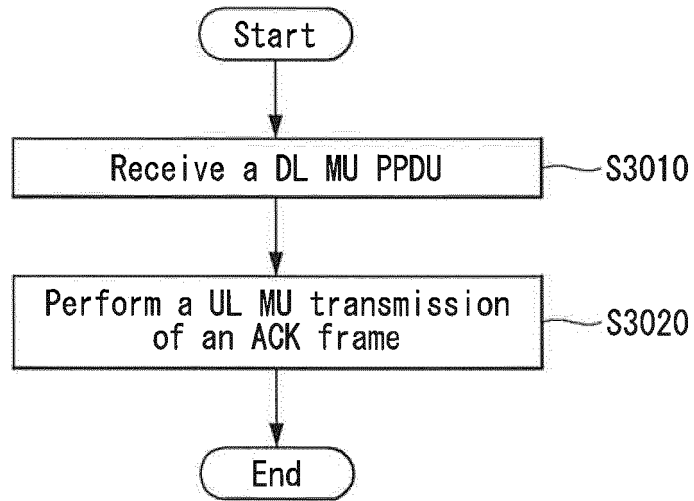 Start
Receive a DL MU PPDU
S3010
Perform a UL MU transmission
of an ACK frame
S3020
End